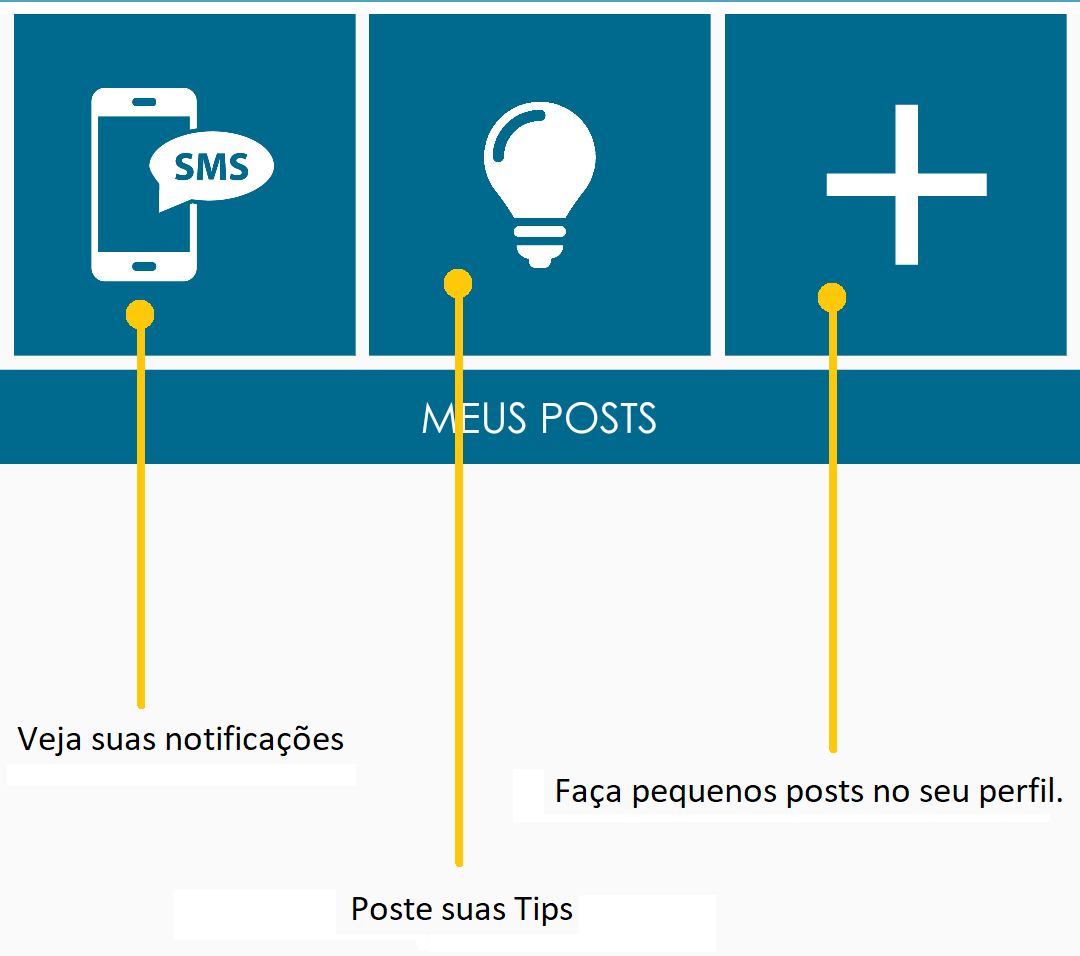 SMS
MEUS POSTS
Veja suas notificações
Faça pequenos posts no seu perfil.
Poste suas Tips